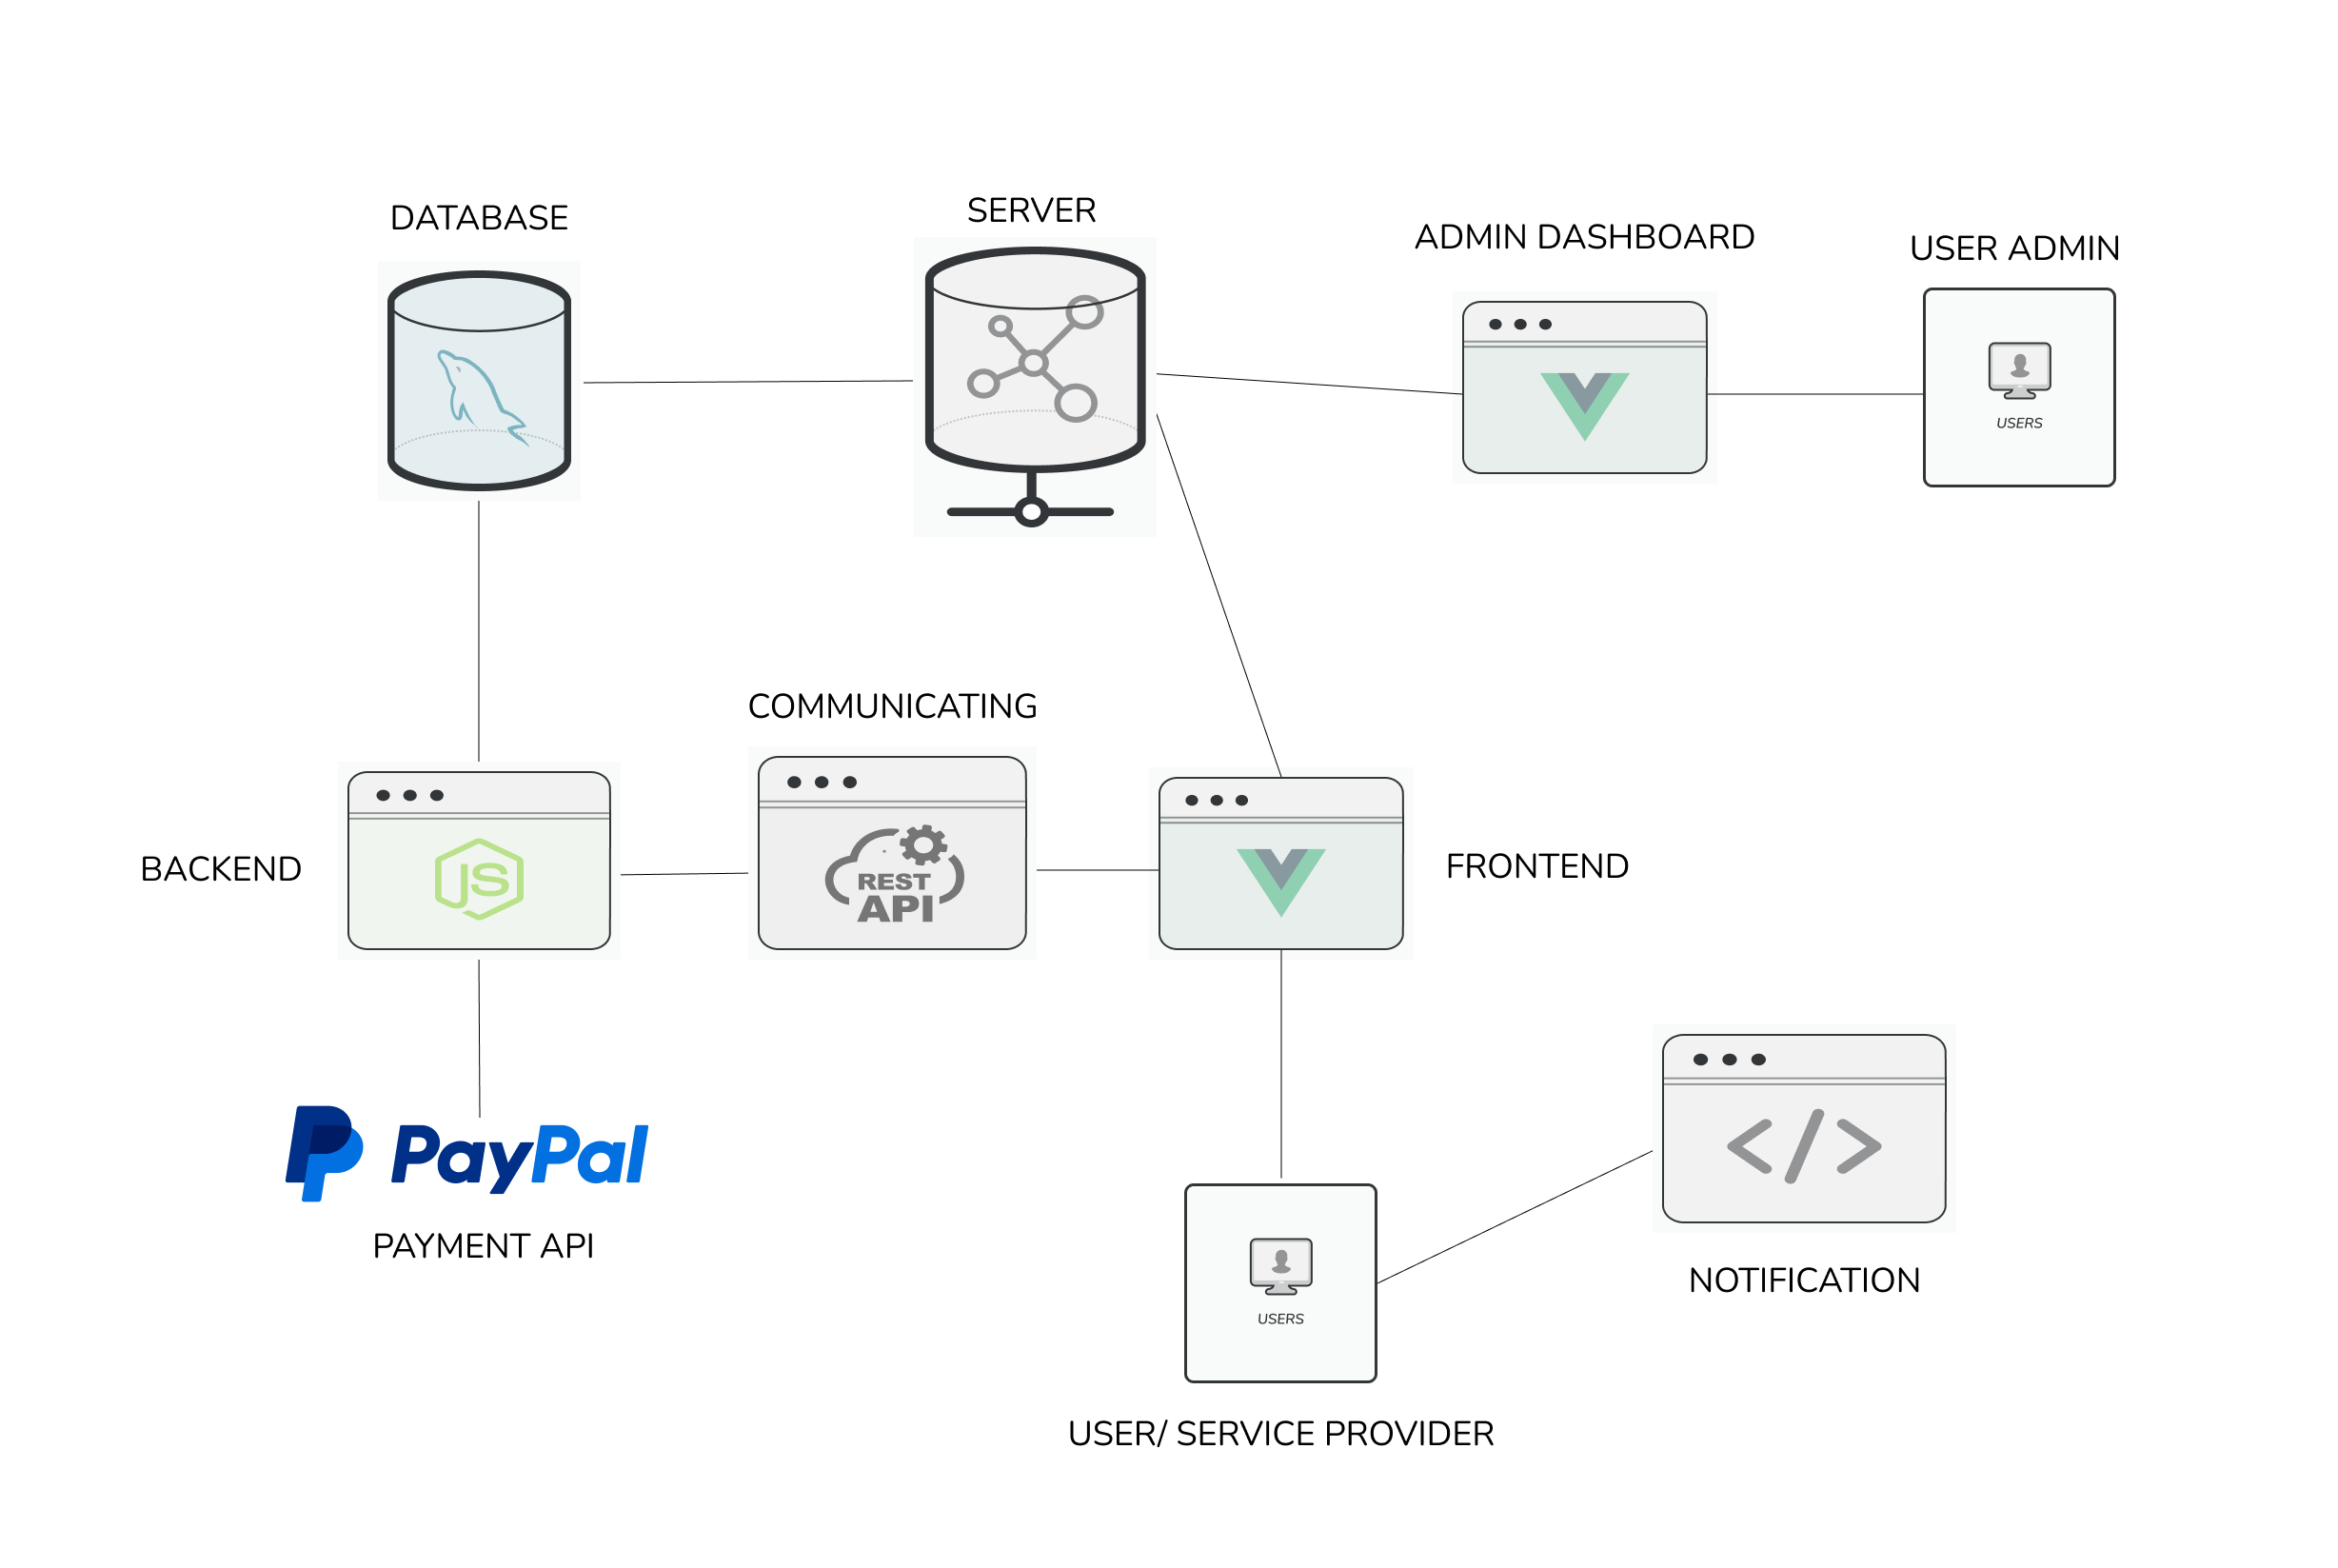 DATABASE
SERVER
ADMIN DASHBOARD
USER ADMIN
USERS
COMMUNICATING
BACKEND
JS
REST
API
FRONTEND
PayPal
PAYMENT API
</>
NOTIFICATION
USERS
USER/ SERVICE PROVIDER